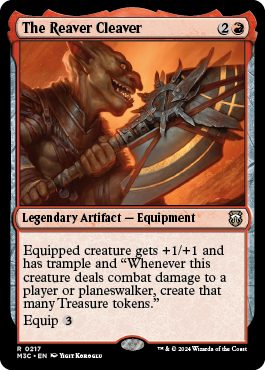 The Reaver Cleaver 2
Legendary Artifact — Equipment
Equipped creature gets +1/+1 and
has trample and “Whenever this
creature deals combat damage to a
player or planeswalker, create that
many Treasure tokens.”
Equip 3
R 0217
M3C • EN Yigit Koroglu
™ & © 2024 Wizards of the Coast